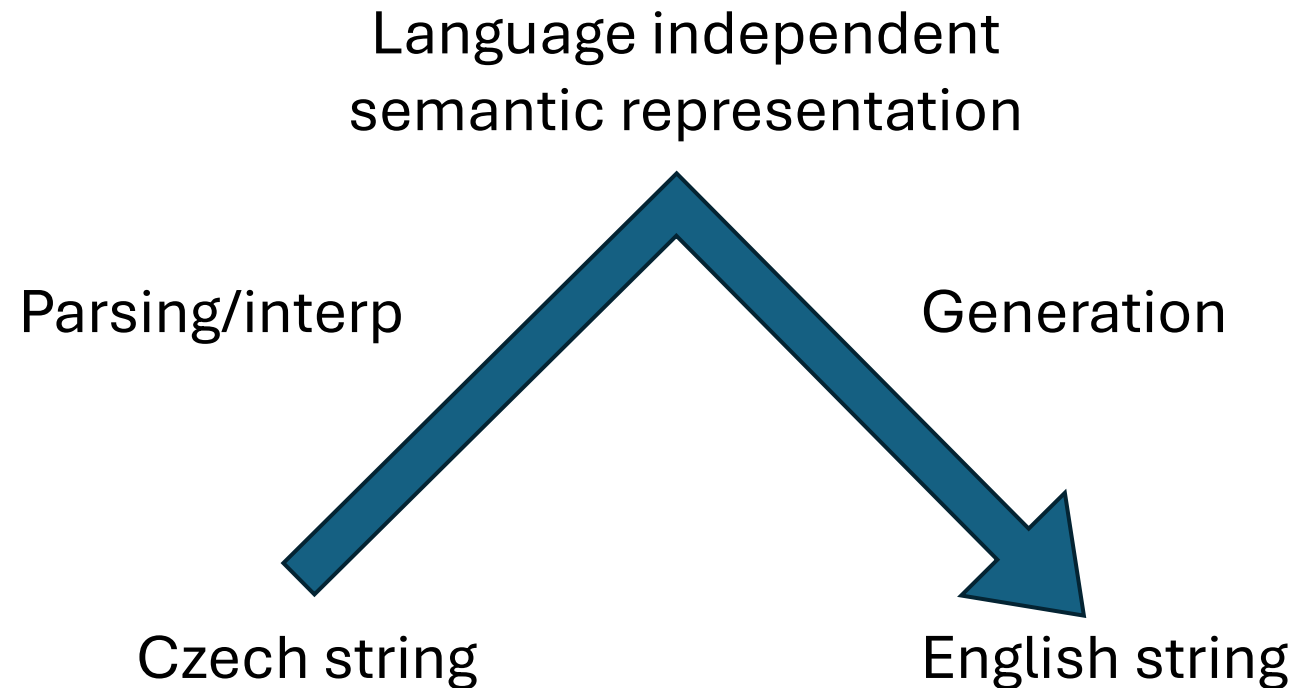 Language independent
semantic representation
Parsing/interp
Generation
Czech string
English string